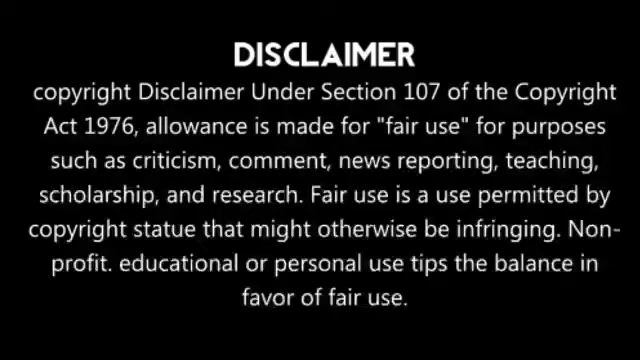 DISCLAIMER
copyright Disclaimer Under Section 107 of the Copyright
Act 1976, allowance is made for "fair use" for purposes
such as criticism, comment, news reporting, teaching,
scholarship, and research. Fair use is a use permitted by
copyright statue that might otherwise be infringing. Non-
profit. educational or personal use tips the balance in
favor of fair use.